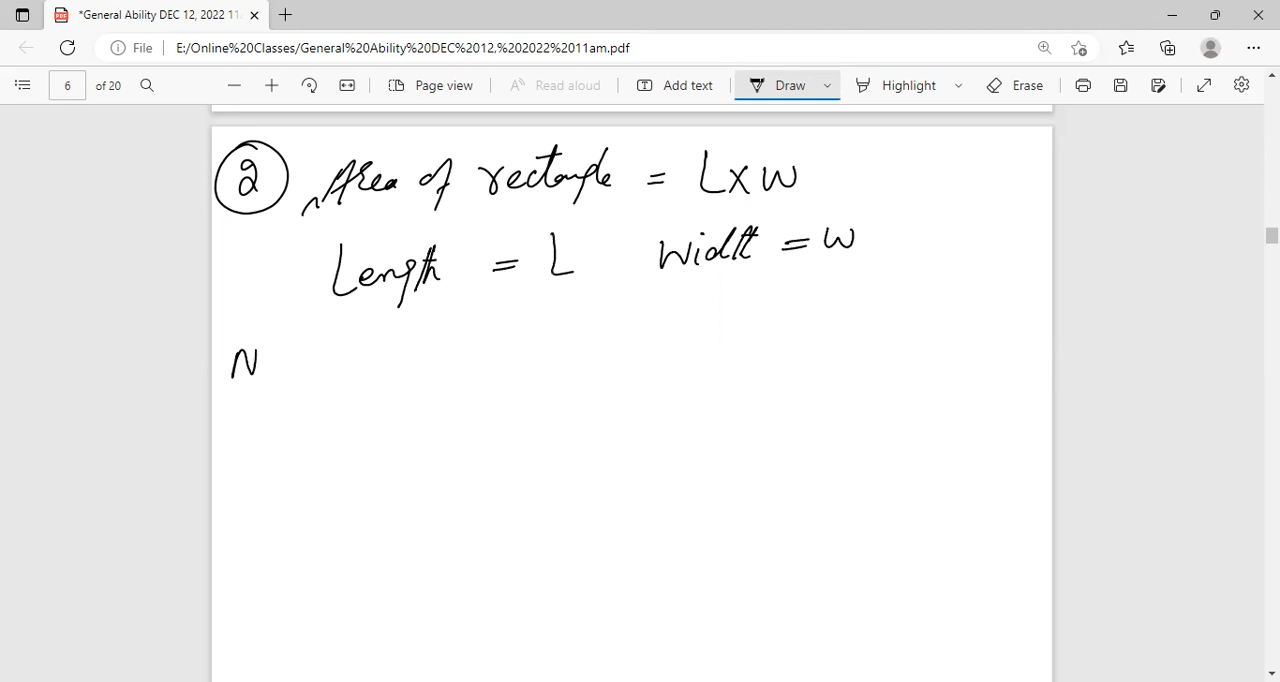 *General Ability DEC 12, 2022 11
File E:/Online%20Classes/General%20Ability%20DEC%2012.%202022%2011am.pdf
6 of 20 Page view Read aloud Add text Draw Highlight Erase
2 Area of rectangle = L X W
Length = L Width = W
N